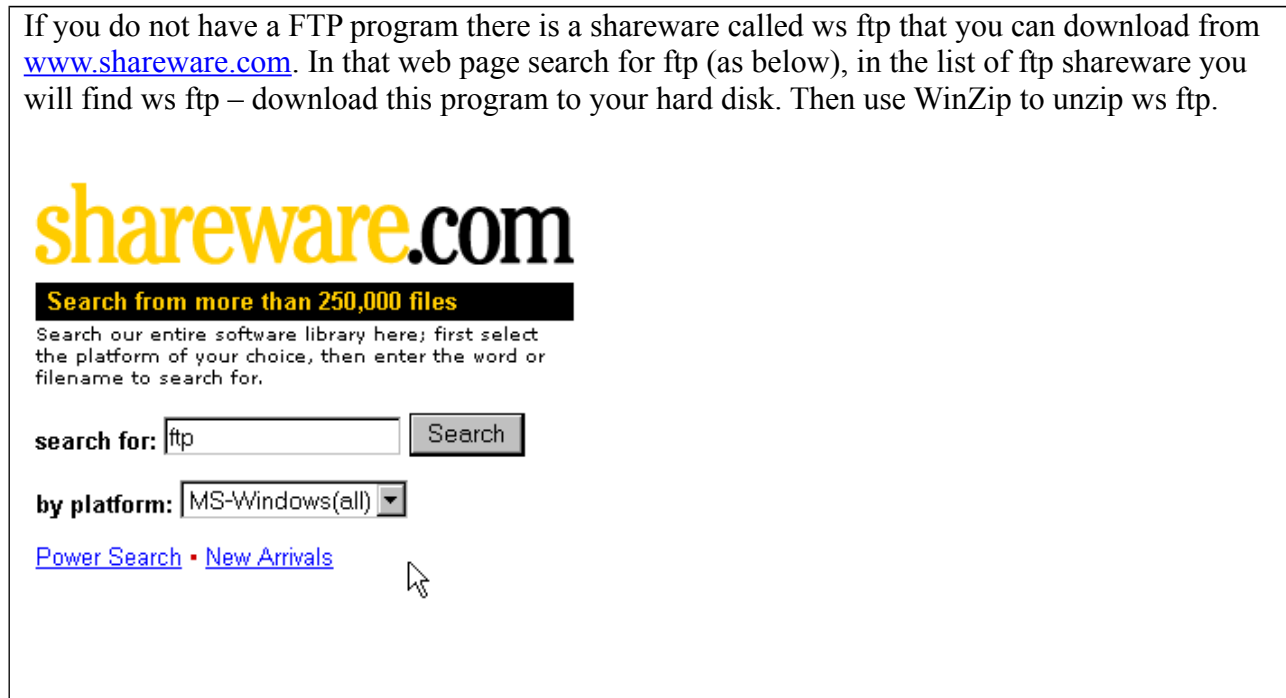 If you do not have a FTP program there is a shareware called ws ftp that you can download from
www.shareware.com. In that web page search for ftp (as below), in the list of ftp shareware you
will find ws ftp – download this program to your hard disk. Then use WinZip to unzip ws ftp.
shareware.com
Search from more than 250,000 files
Search our entire software library here; first select
the platform of your choice, then enter the word or
filename to search for.
search for: ftp Search
by platform: MS-Windows(all)
Power Search ▪ New Arrivals